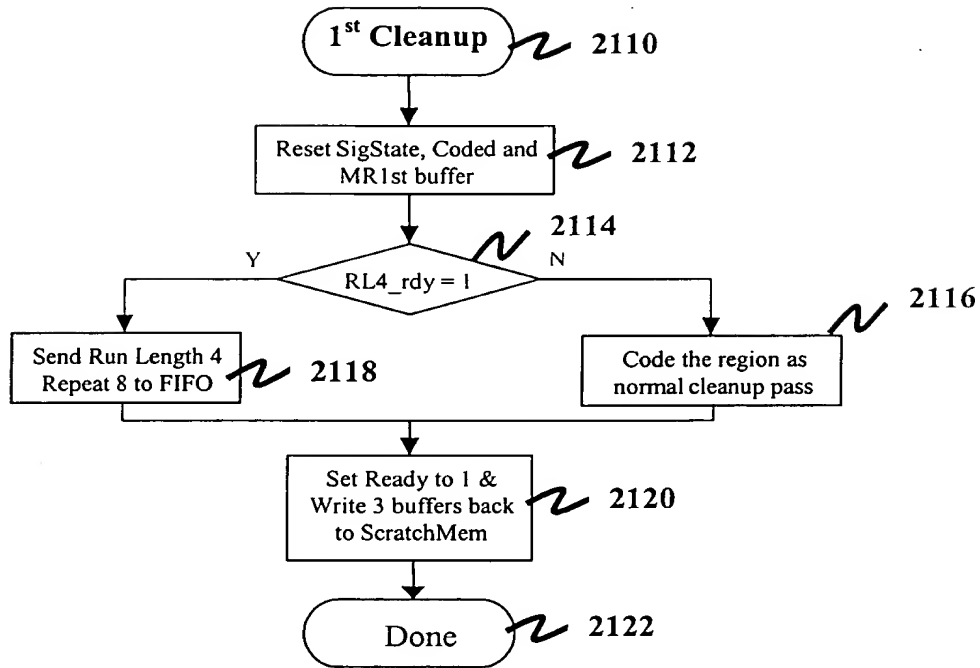 1st Cleanup
2110
Reset SigState, Coded and
MR1st buffer
2112
2114
Y
RL4_rdy = 1
N
2116
Send Run Length 4
Repeat 8 to FIFO
2118
Code the region as
normal cleanup pass
Set Ready to 1 &
Write 3 buffers back
to ScratchMem
2120
Done
2122